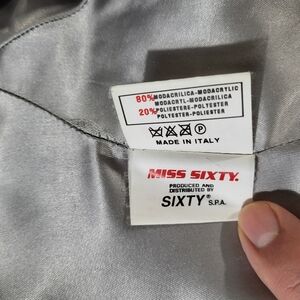 80% MODACRILICA-MODACRYLIC
MODACRYL-MODACRILICA
20% POLIESTERE-POLYESTER
POLYESTER-POLYESTER
P
MADE IN ITALY
MISS SIXTY.
PRODUCED AND
DISTRIBUTED BY
SIXTY® S.P.A.